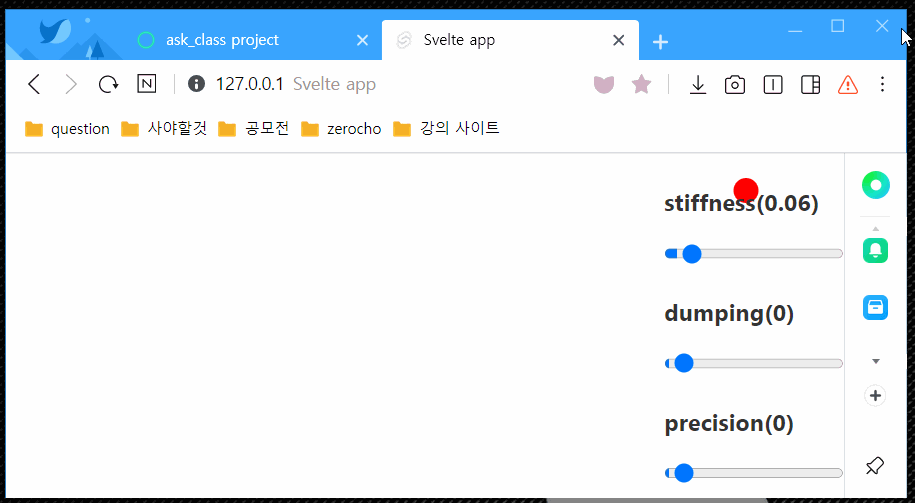 ask_class project
Svelte app
N
127.0.0.1 Svelte app
question 사야할것 공모전 zerocho 강의 사이트
stiffness(0.06)
dumping(0)
precision(0)